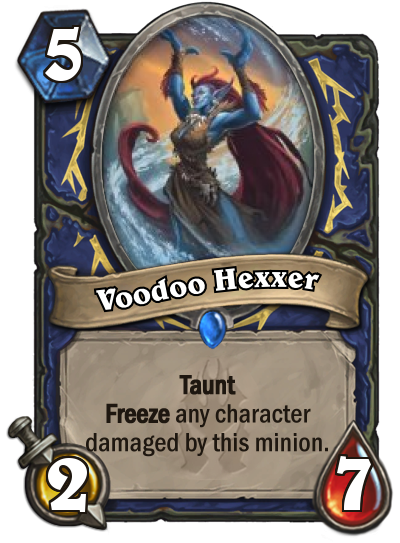 5
Voodoo Hexxer
Taunt
Freeze any character
damaged by this minion.
2
7